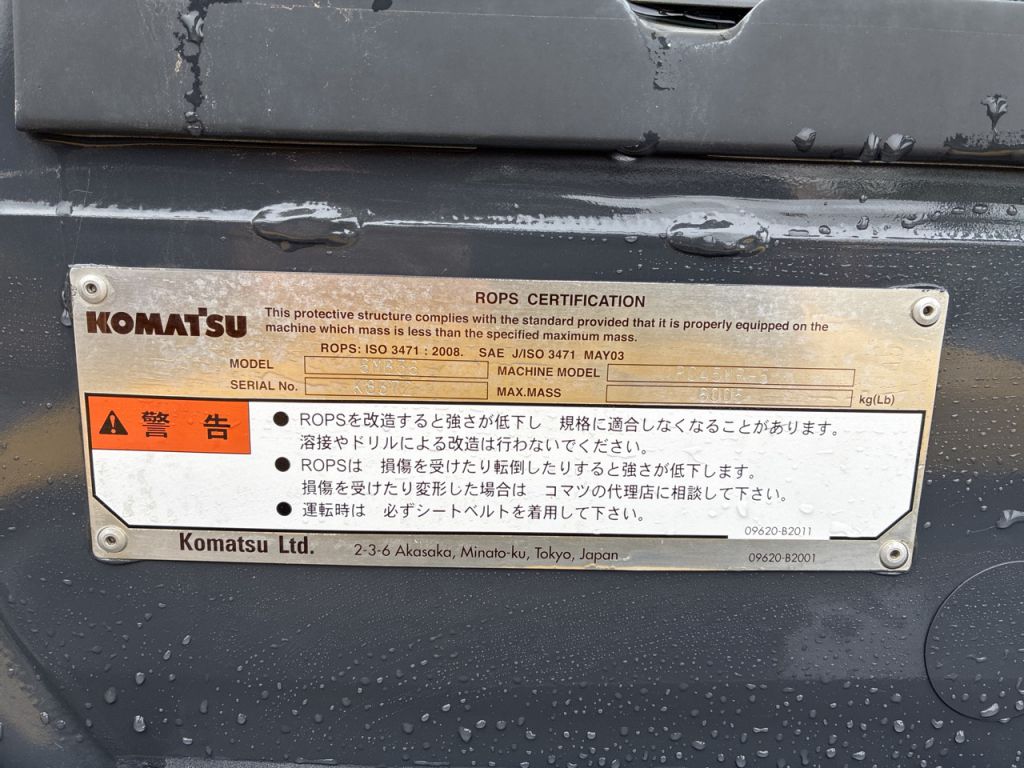 ROPS CERTIFICATION
KOMATSU
This protective structure complies with the standard provided that it is properly equipped on the
machine which mass is less than the specified maximum mass.
ROPS: ISO 3471 : 2008. SAE J/ISO 3471 MAY03
MODEL MACHINE MODEL
SERIAL No. MAX.MASS kg(Lb)
警告
● ROPSを改造すると強さが低下し 規格に適合しなくなることがあります。
溶接やドリルによる改造は行わないでください。
● ROPSは 損傷を受けたり転倒したりすると強さが低下します。
損傷を受けたり変形した場合は コマツの代理店に相談して下さい。
● 運転時は 必ずシートベルトを着用して下さい。
09620-B2011
Komatsu Ltd. 2-3-6 Akasaka, Minato-ku, Tokyo, Japan 09620-B2001